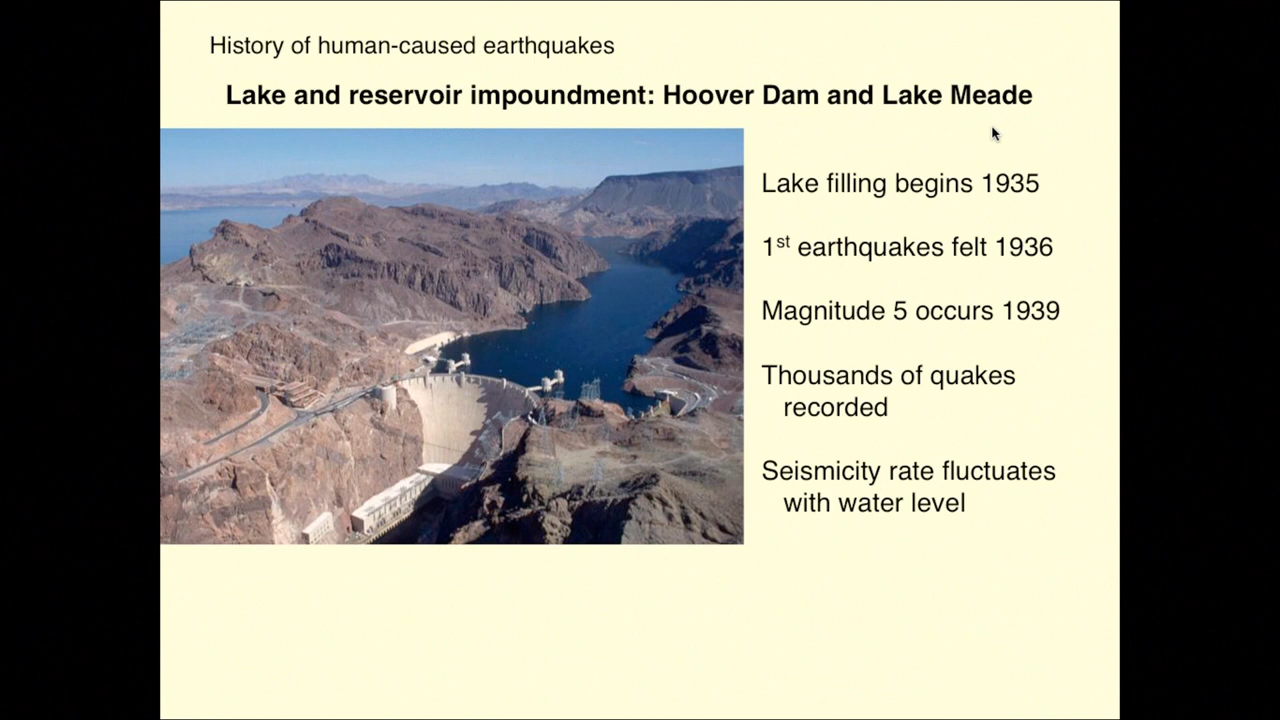 History of human-caused earthquakes
Lake and reservoir impoundment: Hoover Dam and Lake Meade
Lake filling begins 1935
1st earthquakes felt 1936
Magnitude 5 occurs 1939
Thousands of quakes
recorded
Seismicity rate fluctuates
with water level